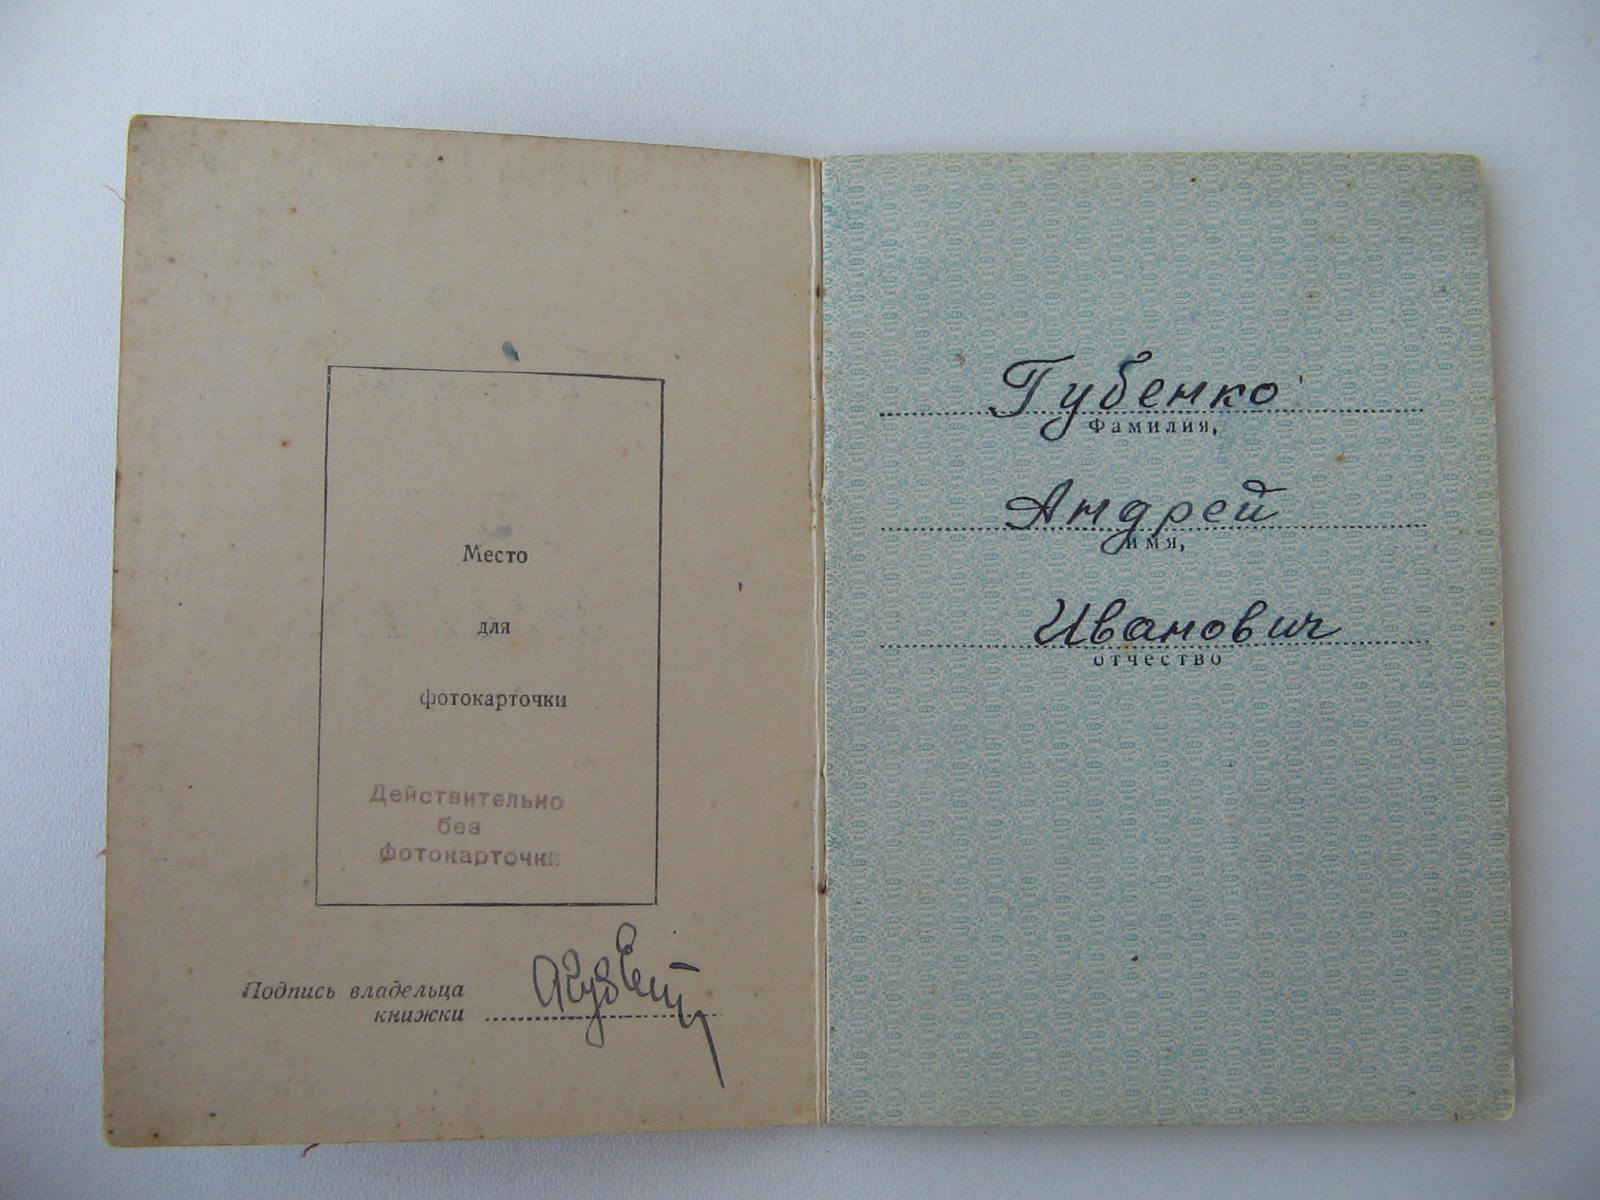 Место
для
фотокарточки
Действительно
без
фотокарточки
Подпись владельца
книжки
Губенко
Фамилия,
Андрей
имя,
Иванович
отчество